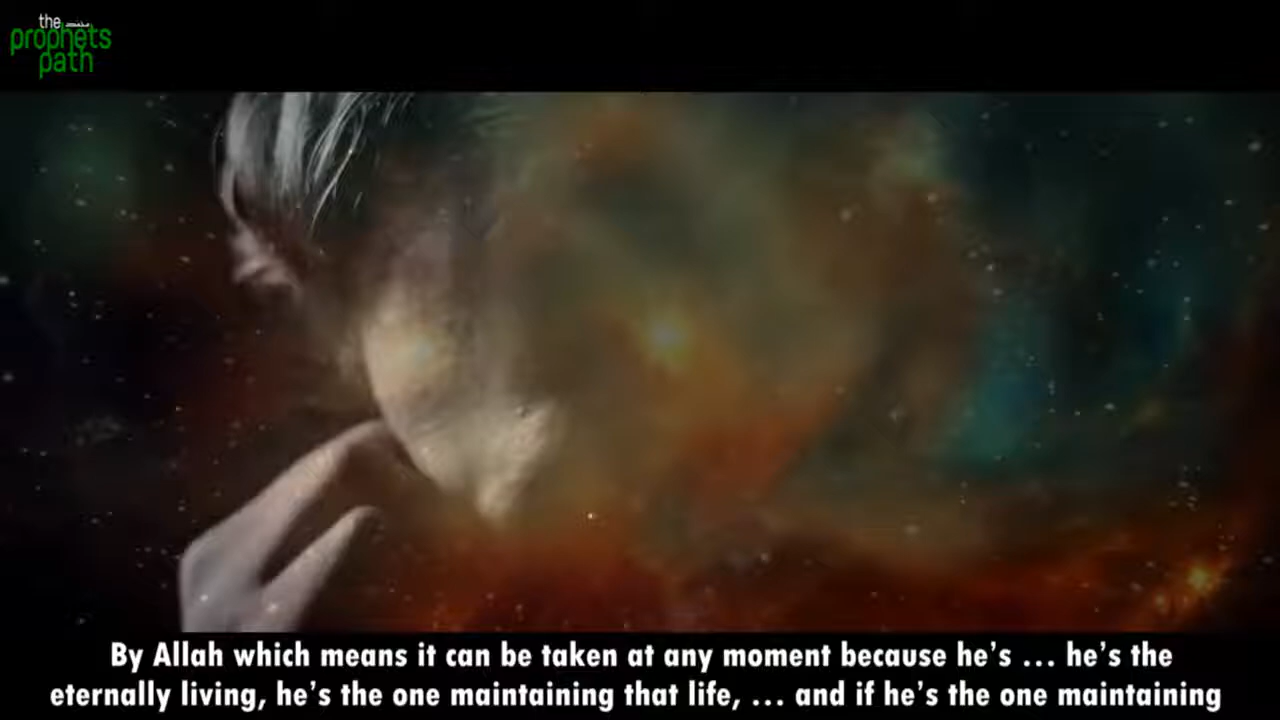 the
prophets
path
By Allah which means it can be taken at any moment because he's ... he's the
eternally living, he's the one maintaining that life, ... and if he's the one maintaining